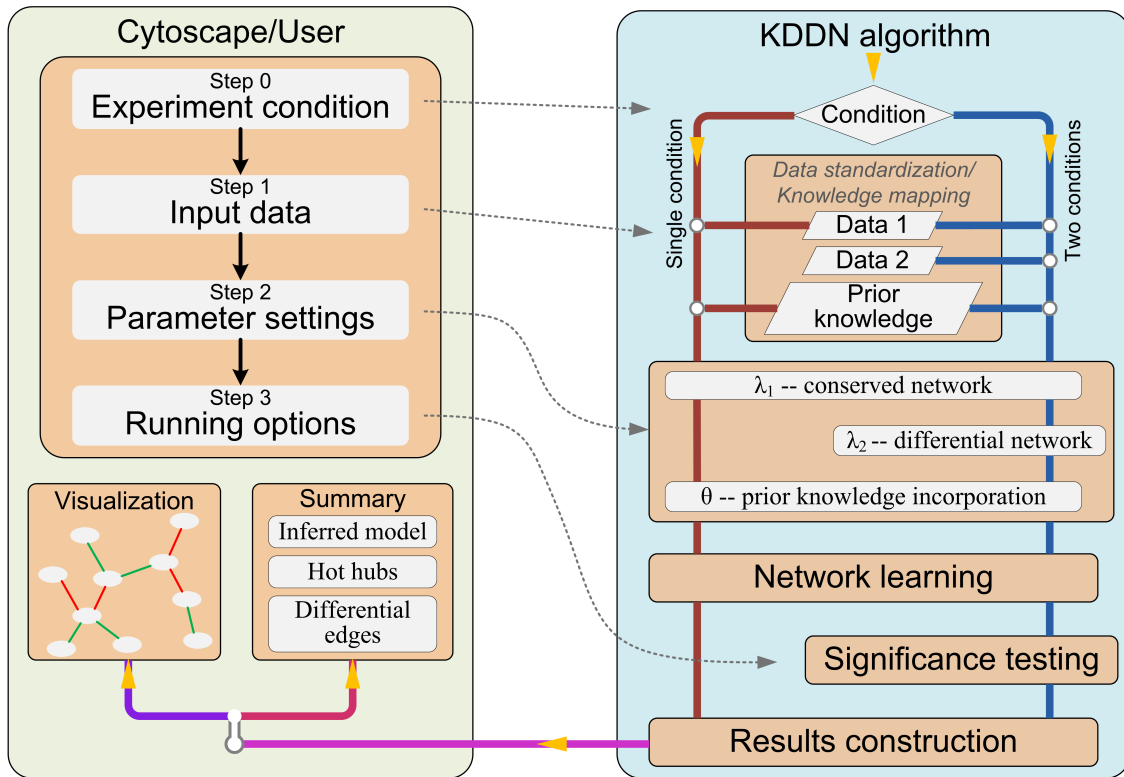 Cytoscape/User
Step 0
Experiment condition
Step 1
Input data
Step 2
Parameter settings
Step 3
Running options
Visualization
Summary
Inferred model
Hot hubs
Differential
edges
KDDN algorithm
Condition
Single condition
Two conditions
Data standardization/
Knowledge mapping
Data 1
Data 2
Prior
knowledge
λ₁ -- conserved network
λ₂ -- differential network
θ -- prior knowledge incorporation
Network learning
Significance testing
Results construction